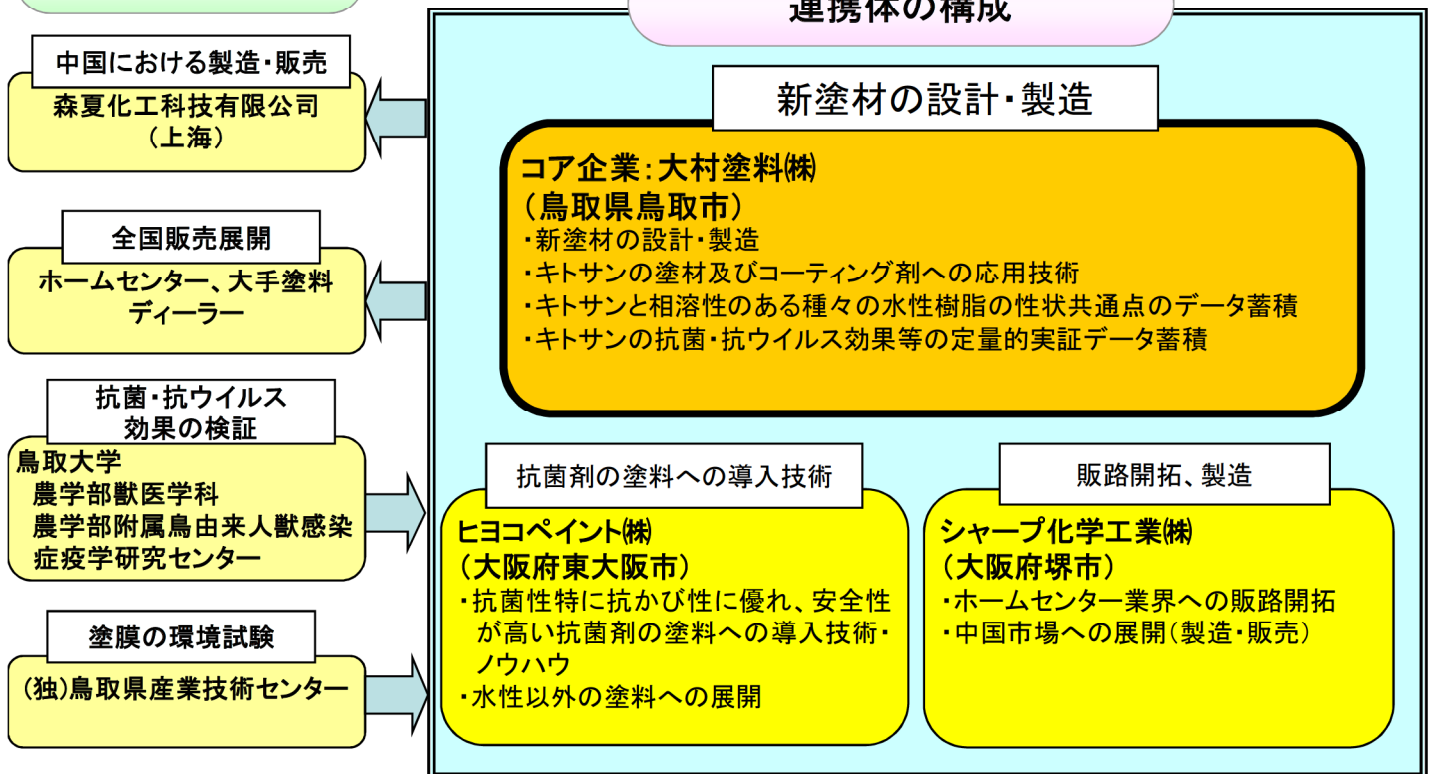 連携体の構成
中国における製造・販売
森夏化工科技有限公司
（上海）
全国販売展開
ホームセンター、大手塗料
ディーラー
抗菌・抗ウイルス
効果の検証
鳥取大学
農学部獣医学科
農学部附属鳥由来人獣感染
症疫学研究センター
塗膜の環境試験
(独)鳥取県産業技術センター
新塗材の設計・製造
コア企業：大村塗料㈱
（鳥取県鳥取市）
・新塗材の設計・製造
・キトサンの塗材及びコーティング剤への応用技術
・キトサンと相溶性のある種々の水性樹脂の性状共通点のデータ蓄積
・キトサンの抗菌・抗ウイルス効果等の定量的実証データ蓄積
抗菌剤の塗料への導入技術
ヒヨコペイント㈱
（大阪府東大阪市）
・抗菌性特に抗かび性に優れ、安全性
が高い抗菌剤の塗料への導入技術・
ノウハウ
・水性以外の塗料への展開
販路開拓、製造
シャープ化学工業㈱
（大阪府堺市）
・ホームセンター業界への販路開拓
・中国市場への展開（製造・販売）